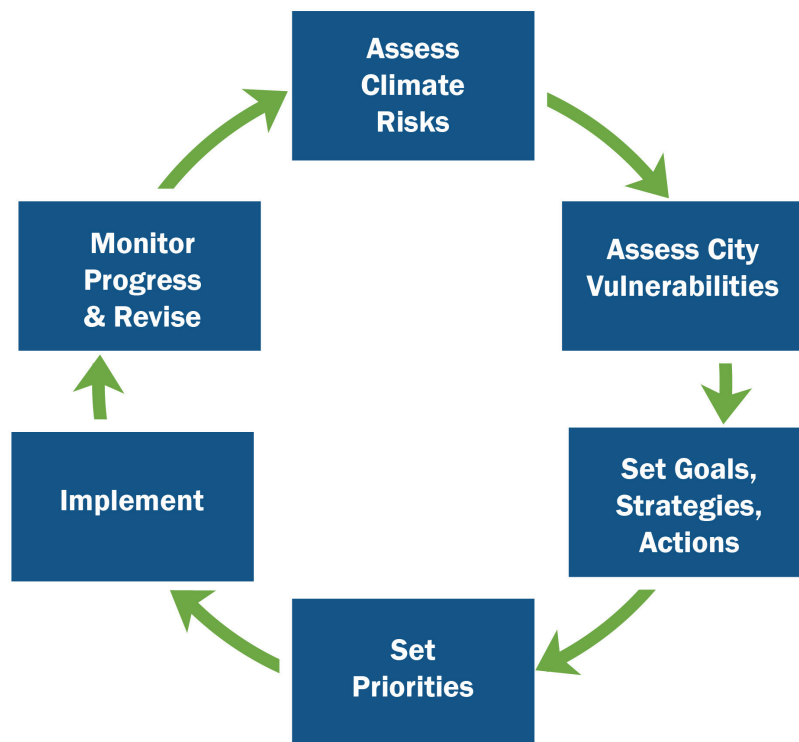 Assess
Climate
Risks
Assess City
Vulnerabilities
Set Goals,
Strategies,
Actions
Set
Priorities
Implement
Monitor
Progress
& Revise